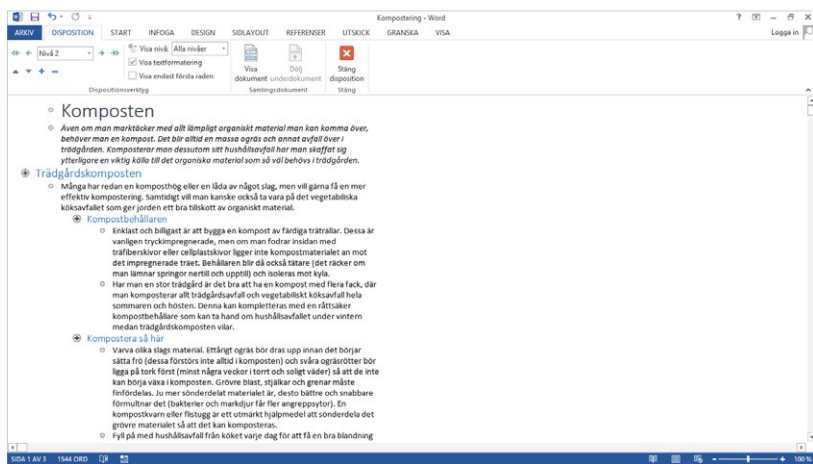 Kompostering - Word
ARKIV DISPOSITION START INFOGA DESIGN SIDLAYOUT REFERENSER UTSKICK GRANSKA VISA Logga in
Nivå 2
Visa nivå: Alla nivåer
Visa textformatering
Visa endast första raden
Visa dokument
Dölj underdokument
Stäng disposition
Dispositionsverktyg Samlingsdokument Stäng
Komposten
Även om man marktäcker med allt lämpligt organiskt material man kan komma över,
behöver man en kompost. Det blir alltid en massa ogräs och annat avfall över i
trädgården. Komposterar man dessutom sitt hushållsavfall har man skaffat sig
ytterligare en viktig källa till det organiska material som så väl behövs i trädgården.
Trädgårdskomposten
Många har redan en komposthög eller en låda av något slag, men vill gärna få en mer
effektiv kompostering. Samtidigt vill man kanske också ta vara på det vegetabiliska
köksavfallet som ger jorden ett bra tillskott av organiskt material.
Kompostbehållaren
Enklast och billigast är att bygga en kompost av färdiga trätrallar. Dessa är
vanligen tryckimpregnerade, men om man fodrar insidan med
träfiberskivor eller cellplastskivor ligger inte kompostmaterialet an mot
det impregnerade träet. Behållaren blir då också tätare (det räcker om
man lämnar springor nertill och upptill) och isoleras mot kyla.
Har man en stor trädgård är det bra att ha en kompost med flera fack, där
man komposterar allt trädgårdsavfall och vegetabiliskt köksavfall hela
sommaren och hösten. Denna kan kompletteras med en råttsäker
kompostbehållare som kan ta hand om hushållsavfallet under vintern
medan trädgårdskomposten vilar.
Kompostera så här
Varva olika slags material. Ettårigt ogräs bör dras upp innan det börjar
sätta frö (dessa förstörs inte alltid i komposten) och svåra ogräsrötter bör
ligga på tork först (minst några veckor i torrt och soligt väder) så att de inte
kan börja växa i komposten. Grövre blast, stjälkar och grenar måste
finfördelas. Ju mer sönderdelat materialet är, desto bättre och snabbare
förmultnar det (bakterier och markdjur får fler angreppsytor). En
kompostkvarn eller flistugg är ett utmärkt hjälpmedel att sönderdela det
grövre materialet så att det kan komposteras.
Fyll på med hushållsavfall från köket varje dag för att få en bra blandning
SIDA 1 AV 3 1544 ORD 100 %